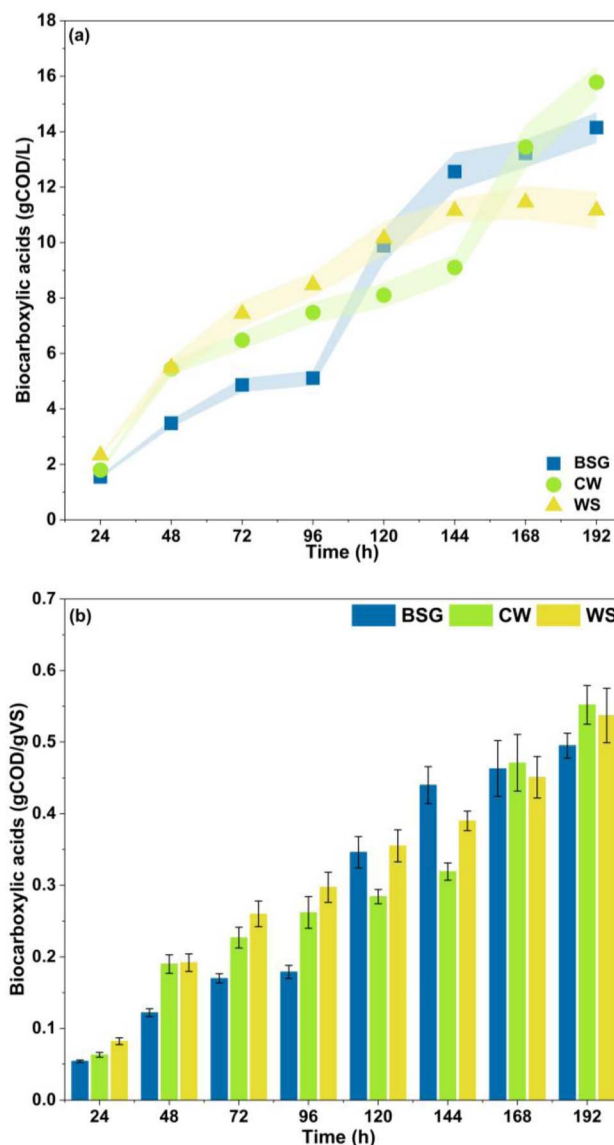 (a)
Biocarboxylic acids (gCOD/L)
18
16
14
12
10
8
6
4
2
0
BSG
CW
WS
24 48 72 96 120 144 168 192
Time (h)
(b)
BSG CW WS
Biocarboxylic acids (gCOD/gVS)
0.7
0.6
0.5
0.4
0.3
0.2
0.1
0.0
24 48 72 96 120 144 168 192
Time (h)